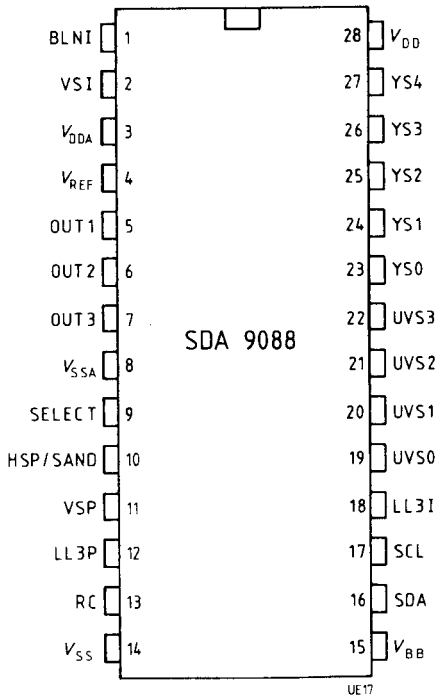 BLNI 1 28 VDD
VSI 2 27 YS4
VDDA 3 26 YS3
VREF 4 25 YS2
OUT1 5 24 YS1
OUT2 6 23 YS0
OUT3 7 22 UVS3
SDA 9088
VSSA 8 21 UVS2
SELECT 9 20 UVS1
HSP/SAND 10 19 UVS0
VSP 11 18 LL3I
LL3P 12 17 SCL
RC 13 16 SDA
VSS 14 15 VBB
UE17